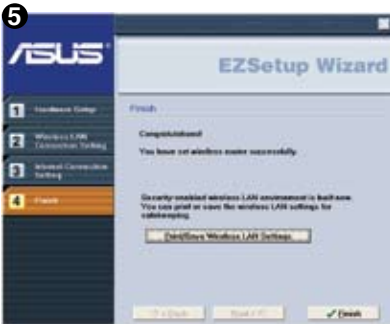 5
ASUS
EZSetup Wizard
1 Hardware Setup
Finish
2 Wireless LAN
Connection Setting
3 Internet Connection
Setting
4 Finish
Congratulations!
You have set wireless router successfully.
Security-enabled wireless LAN environment is built now.
You can print or save the wireless LAN settings for
safekeeping.
Print/Save Wireless LAN Settings
Finish